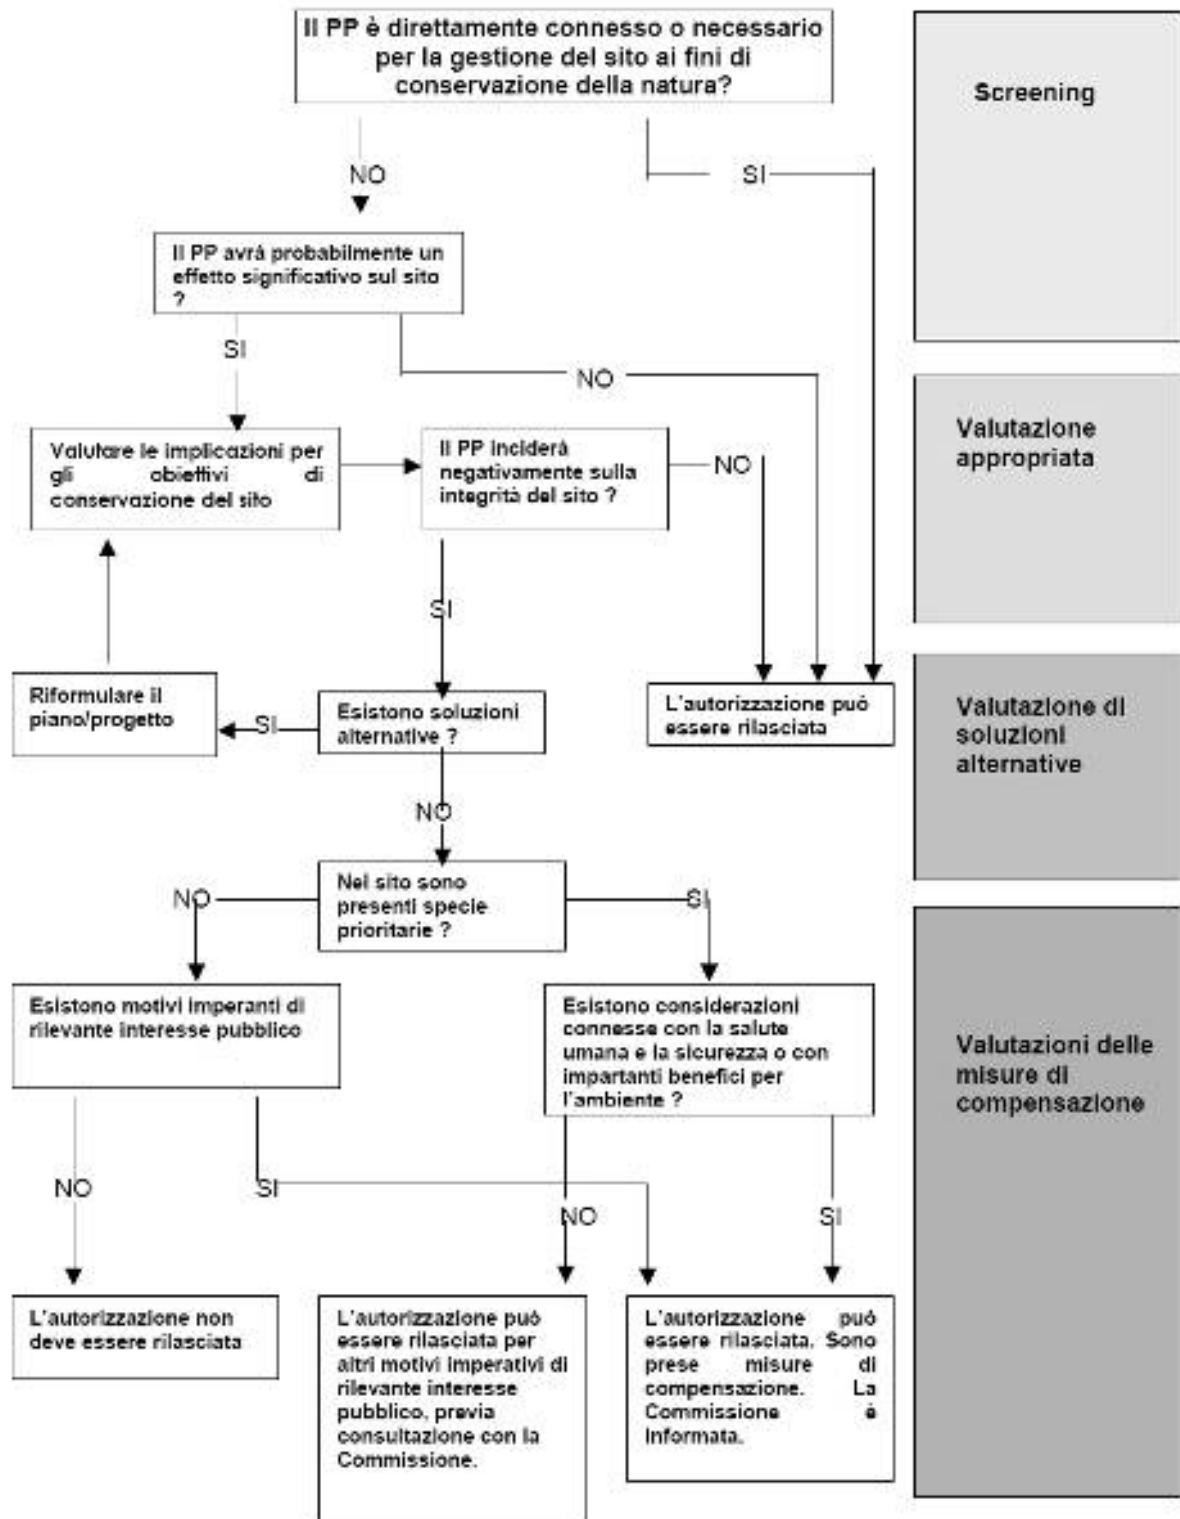 Il PP è direttamente connesso o necessario
per la gestione del sito ai fini di
conservazione della natura?
Screening
NO
SI
Il PP avrà probabilmente un
effetto significativo sul sito
?
SI
NO
Valutazione
appropriata
Valutare le implicazioni per
gli obiettivi di
conservazione del sito
Il PP inciderà
negativamente sulla
integrità del sito ?
NO
SI
Riformulare il
piano/progetto
SI
Esistono soluzioni
alternative ?
L'autorizzazione può
essere rilasciata
Valutazione di
soluzioni
alternative
NO
Nel sito sono
presenti specie
prioritarie ?
NO
SI
Esistono motivi imperanti di
rilevante interesse pubblico
Esistono considerazioni
connesse con la salute
umana e la sicurezza o con
impartanti benefici per
l'ambiente ?
Valutazioni delle
misure di
compensazione
NO
SI
NO
SI
L'autorizzazione non
deve essere rilasciata
L'autorizzazione può
essere rilasciata per
altri motivi imperativi di
rilevante interesse
pubblico, previa
consultazione con la
Commissione.
L'autorizzazione può
essere rilasciata. Sono
prese misure di
compensazione. La
Commissione è
Informata.